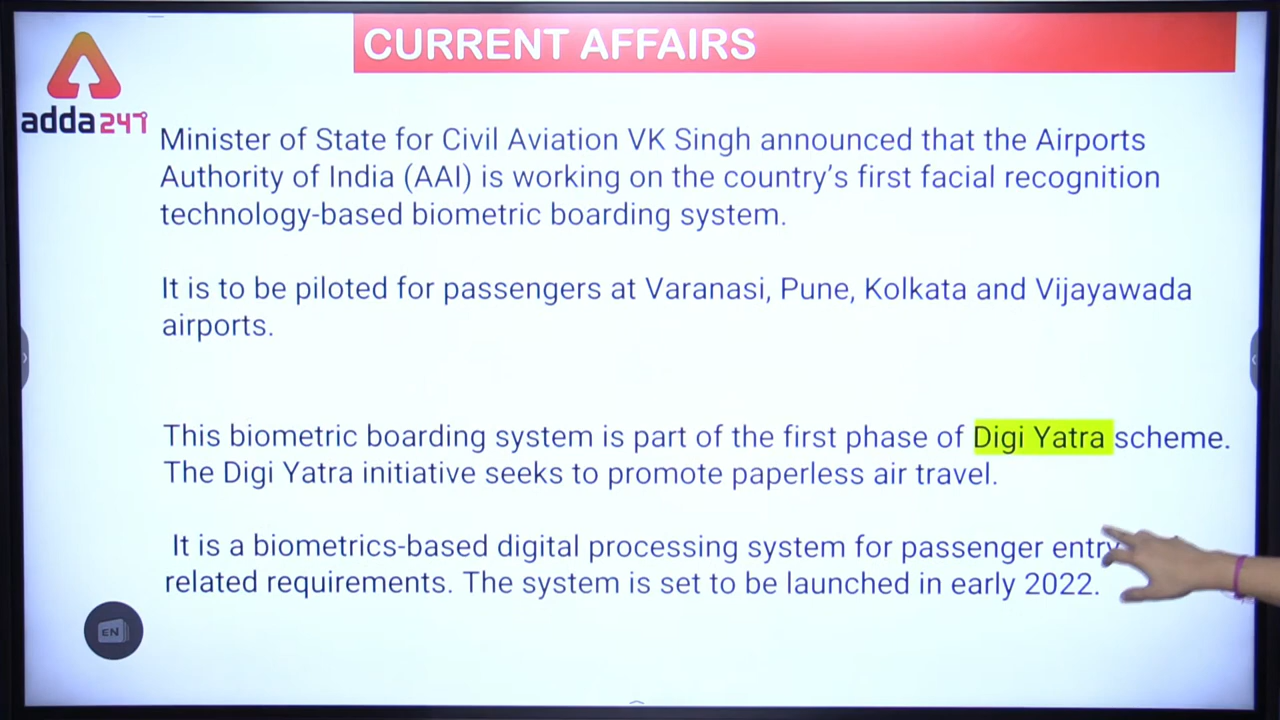 CURRENT AFFAIRS
adda247
Minister of State for Civil Aviation VK Singh announced that the Airports
Authority of India (AAI) is working on the country's first facial recognition
technology-based biometric boarding system.
It is to be piloted for passengers at Varanasi, Pune, Kolkata and Vijayawada
airports.
This biometric boarding system is part of the first phase of Digi Yatra scheme.
The Digi Yatra initiative seeks to promote paperless air travel.
It is a biometrics-based digital processing system for passenger entry
related requirements. The system is set to be launched in early 2022.
EN